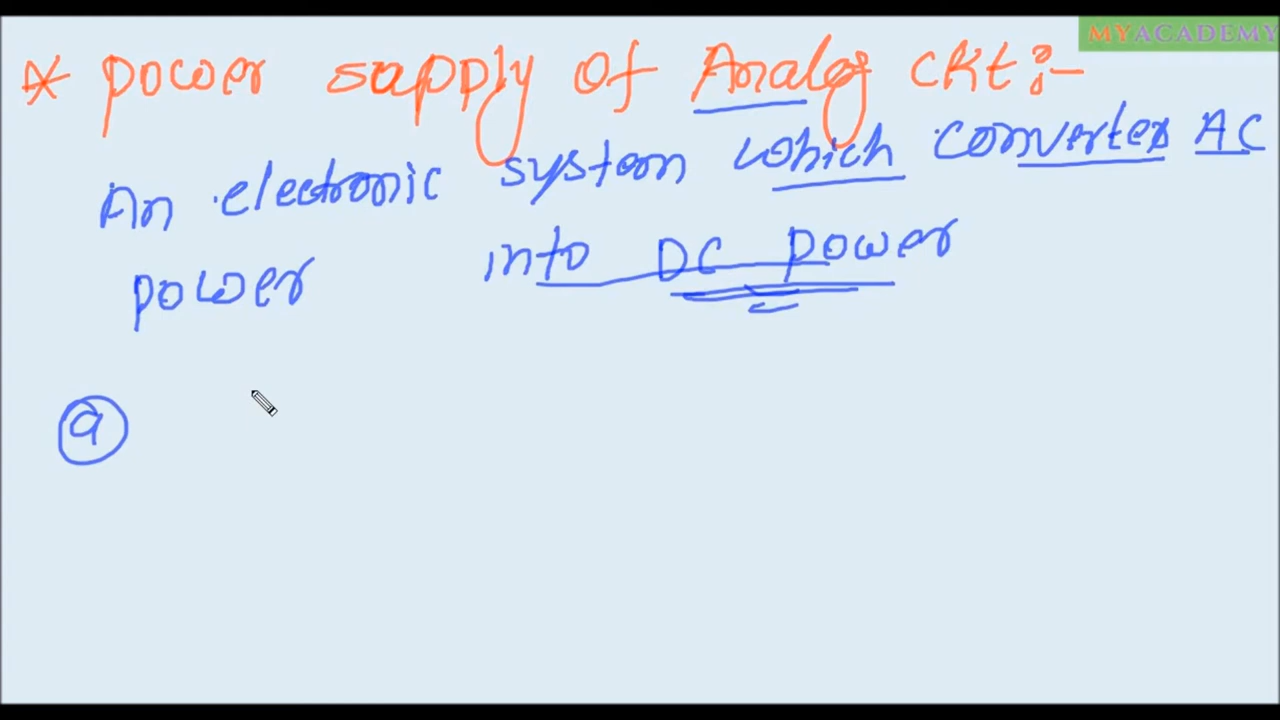 MYACADEMY
* power supply of Analog ckt:-
An electronic system which converter AC
power into DC power
a